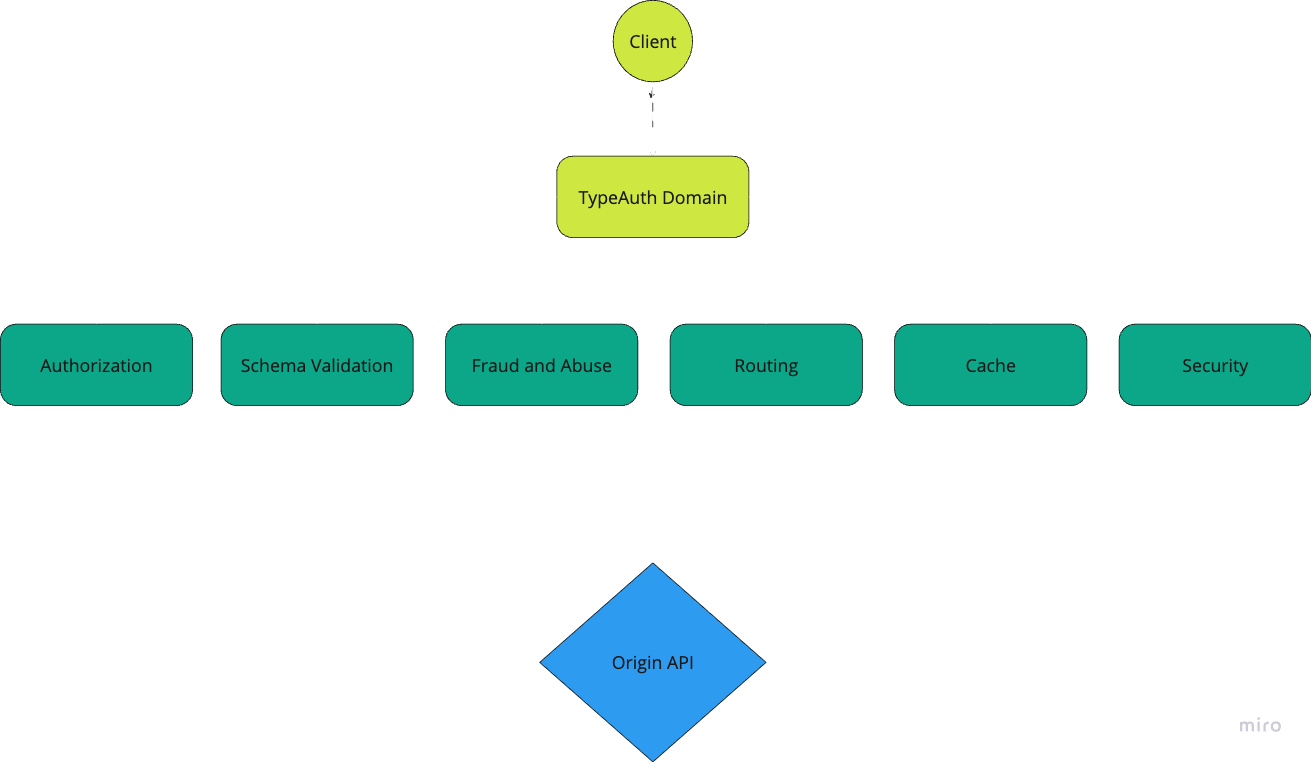 Client
TypeAuth Domain
Authorization
Schema Validation
Fraud and Abuse
Routing
Cache
Security
Origin API
miro